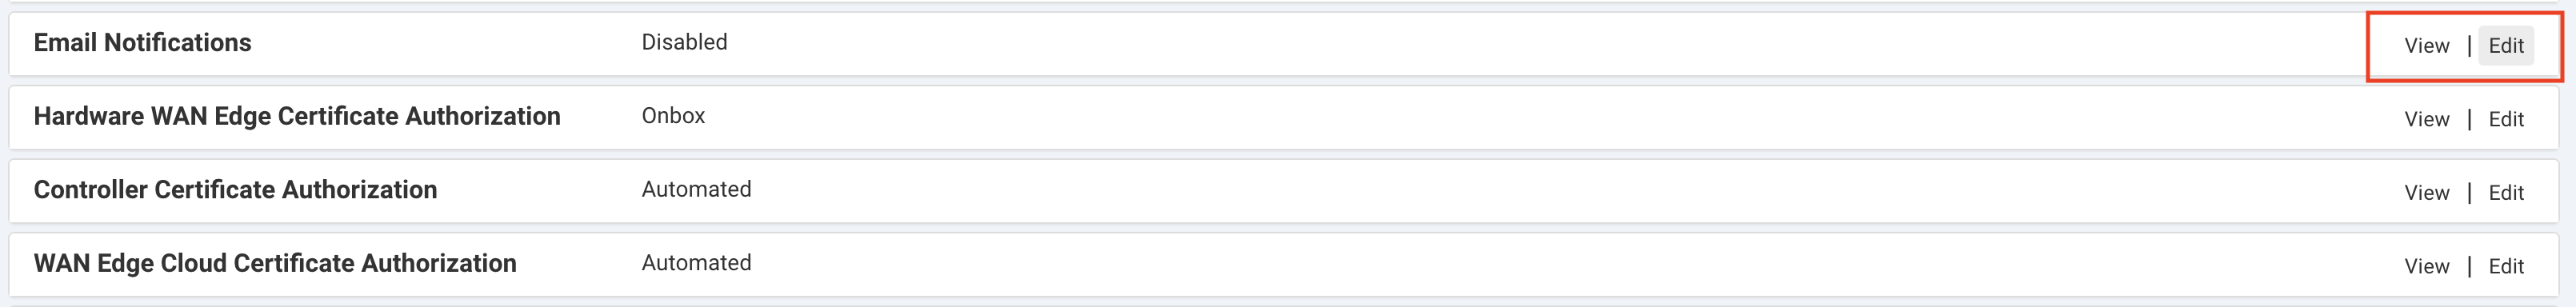 Email Notifications Disabled View | Edit
Hardware WAN Edge Certificate Authorization Onbox View | Edit
Controller Certificate Authorization Automated View | Edit
WAN Edge Cloud Certificate Authorization Automated View | Edit